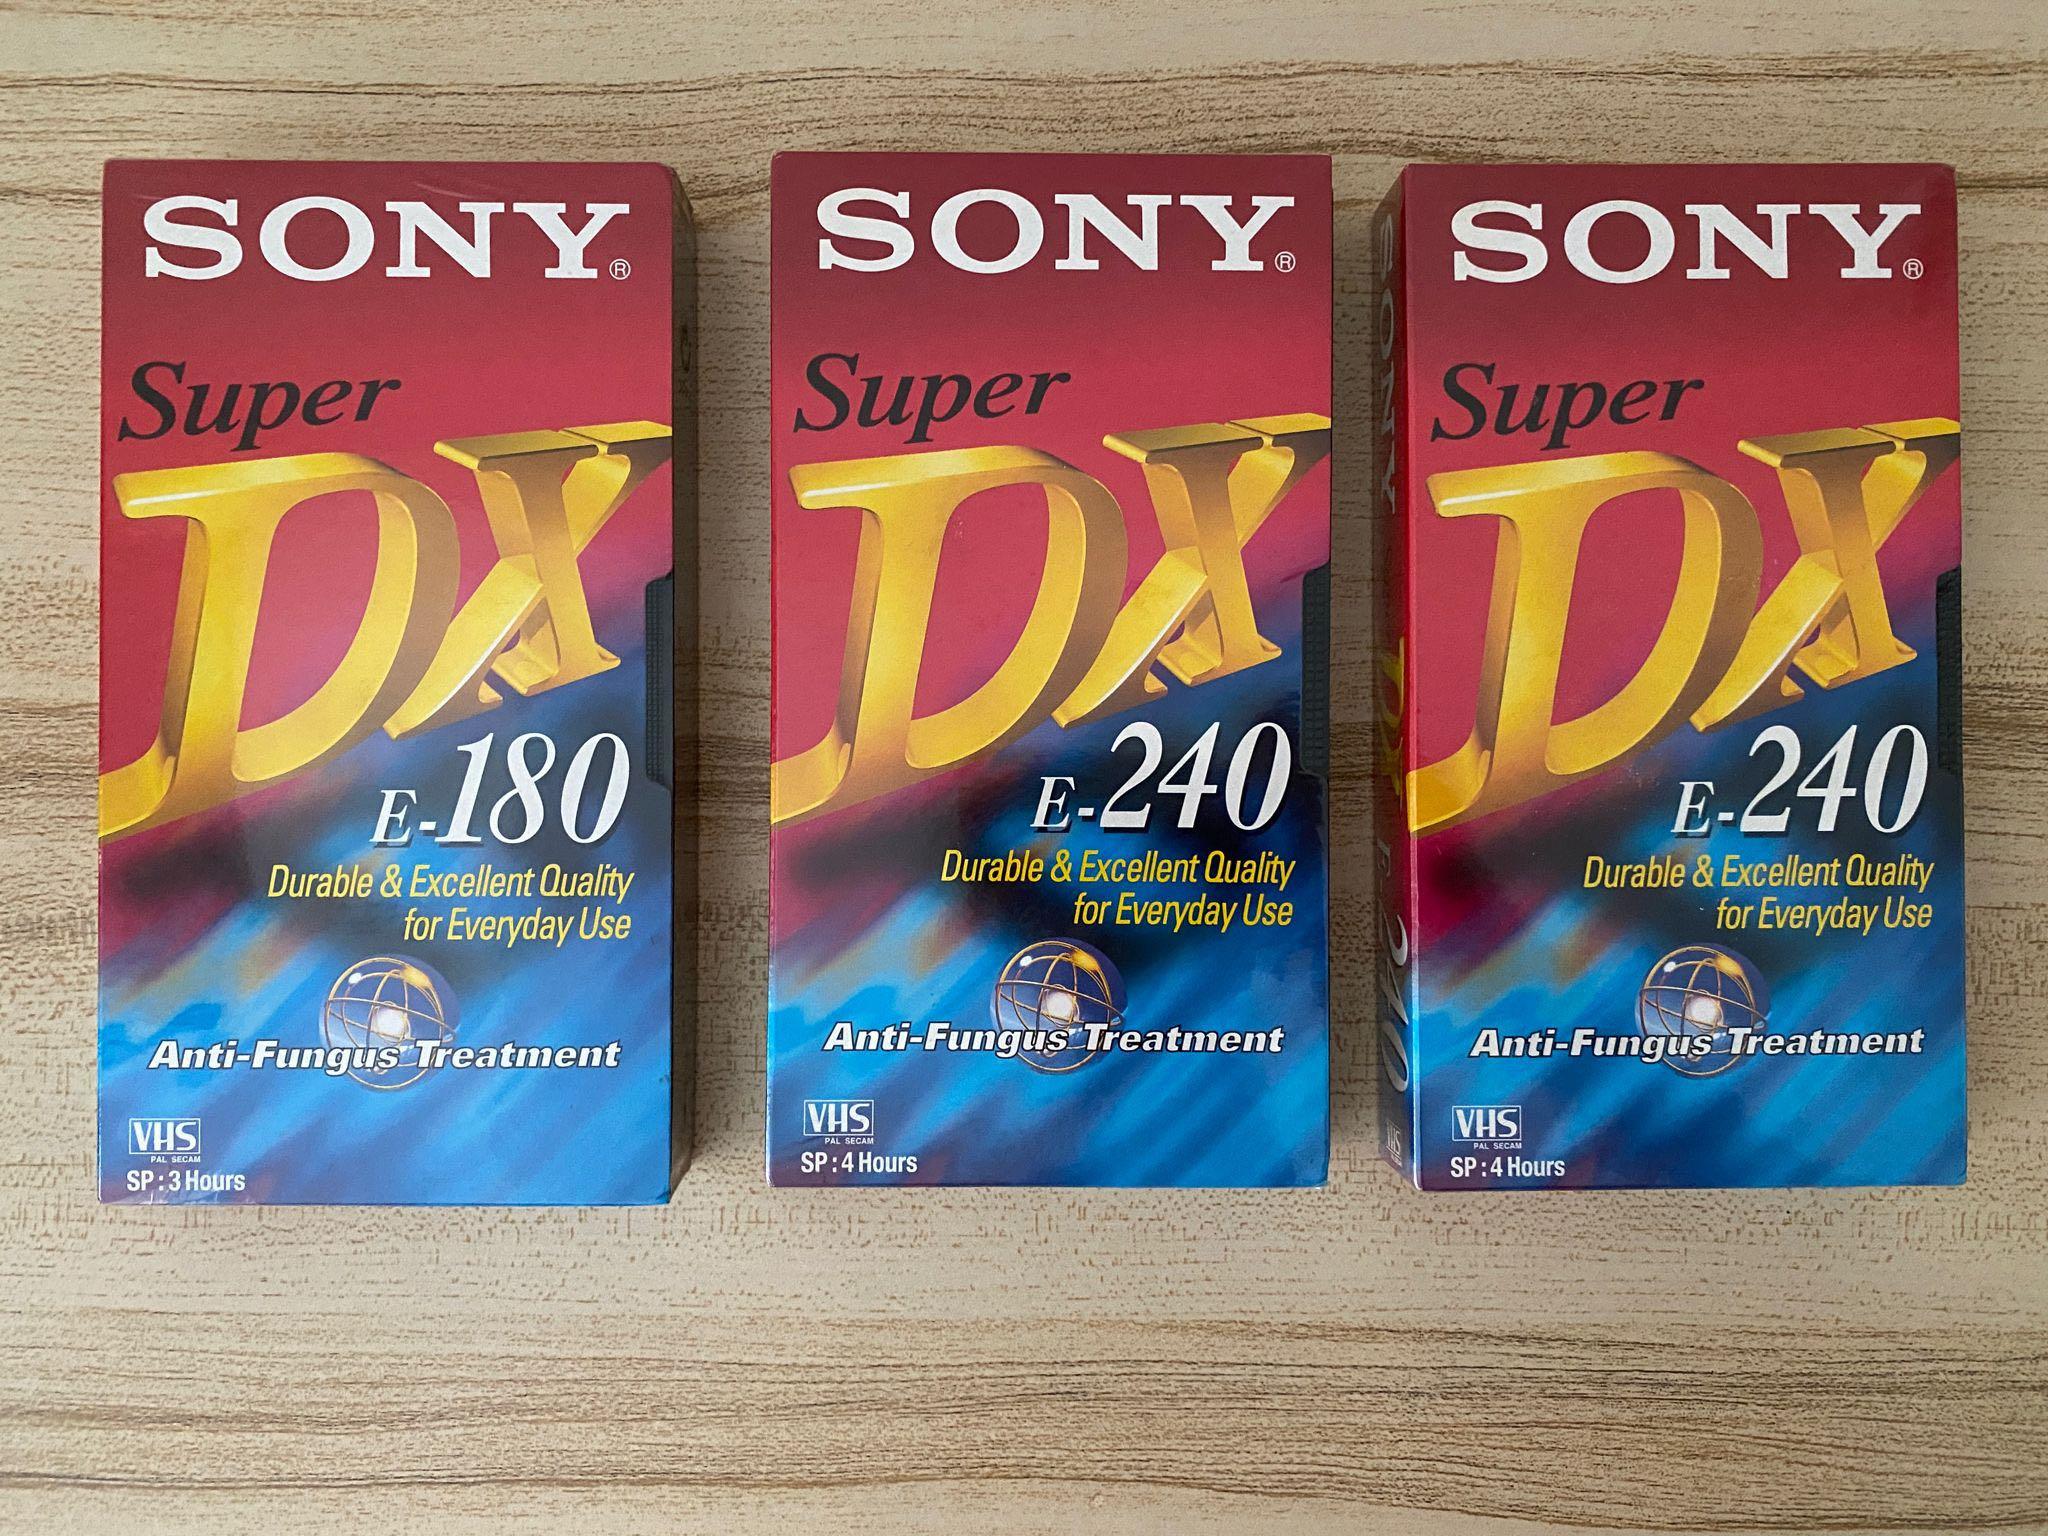 SONY®
Super
DX
E-180
Durable & Excellent Quality
for Everyday Use
Anti-Fungus Treatment
VHS
PAL SECAM
SP : 3 Hours
SONY®
Super
DX
E-240
Durable & Excellent Quality
for Everyday Use
Anti-Fungus Treatment
VHS
PAL SECAM
SP : 4 Hours
SONY
SONY®
Super
DX
E-240
Durable & Excellent Quality
for Everyday Use
Anti-Fungus Treatment
VHS
PAL SECAM
SP : 4 Hours